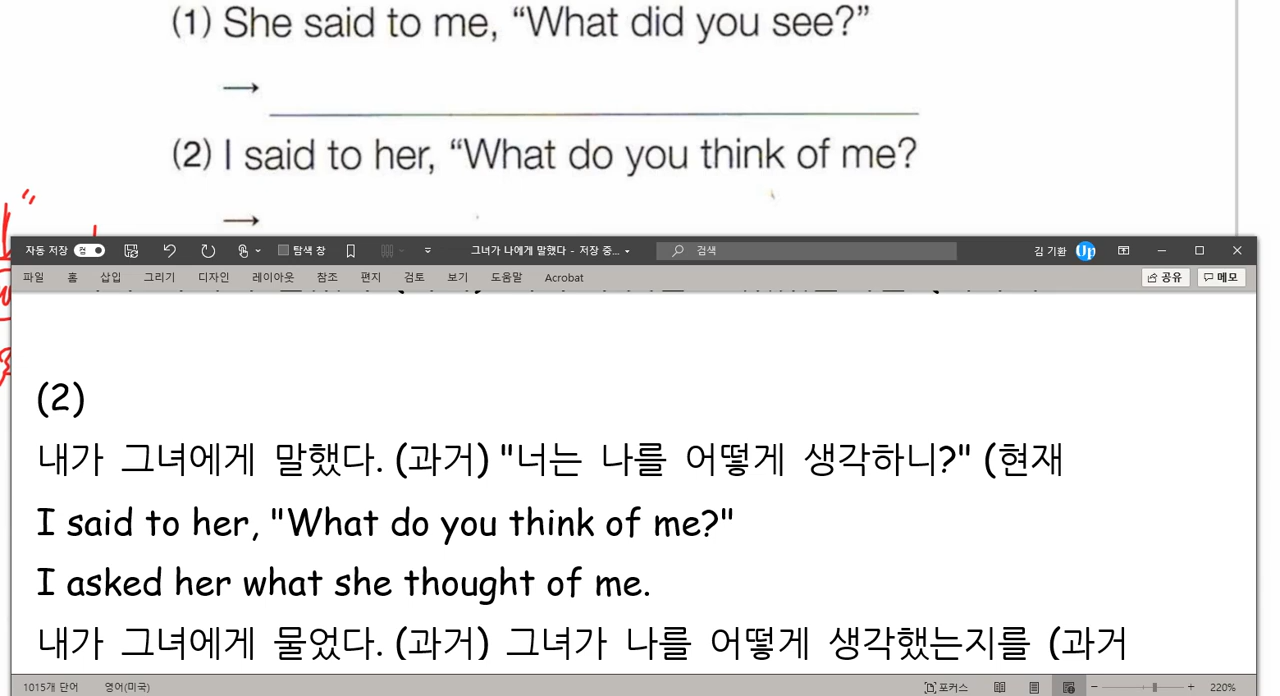 (1) She said to me, “What did you see?”
→
(2) I said to her, “What do you think of me?
→
자동 저장 컴 탐색 창 그녀가 나에게 말했다 - 저장 중... 검색 김 기환 Up
파일 홈 삽입 그리기 디자인 레이아웃 참조 편지 검토 보기 도움말 Acrobat 공유 메모
(2)
내가 그녀에게 말했다. (과거) "너는 나를 어떻게 생각하니?" (현재
I said to her, "What do you think of me?"
I asked her what she thought of me.
내가 그녀에게 물었다. (과거) 그녀가 나를 어떻게 생각했는지를 (과거
1015개 단어 영어(미국) 포커스 220%